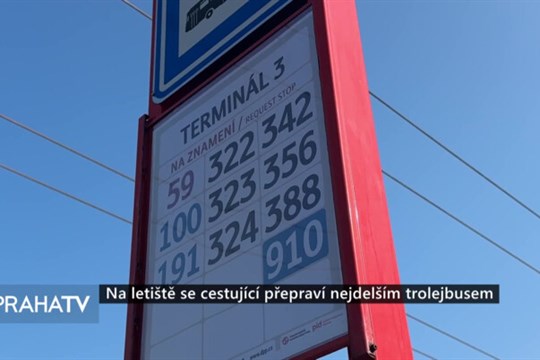 TERMINÁL 3
NA ZNAMENÍ / REQUEST STOP
59 322 342
100 323 356
191 324 388
910
Na letiště se cestující přepraví nejdelším trolejbusem
PRAHATV